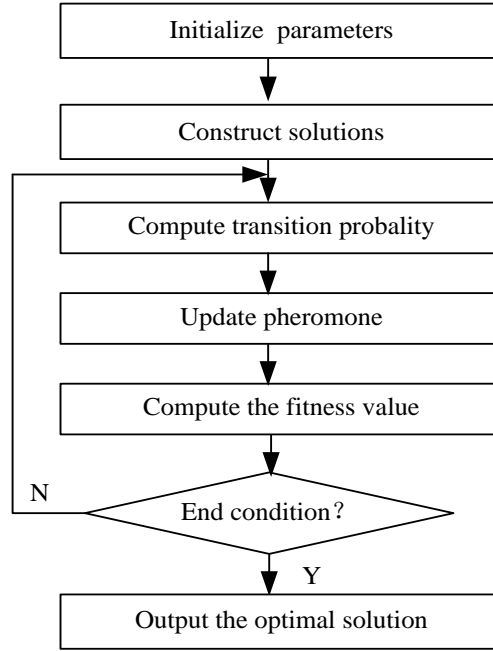 Initialize parameters
Construct solutions
Compute transition probality
Update pheromone
Compute the fitness value
N
End condition？
Y
Output the optimal solution